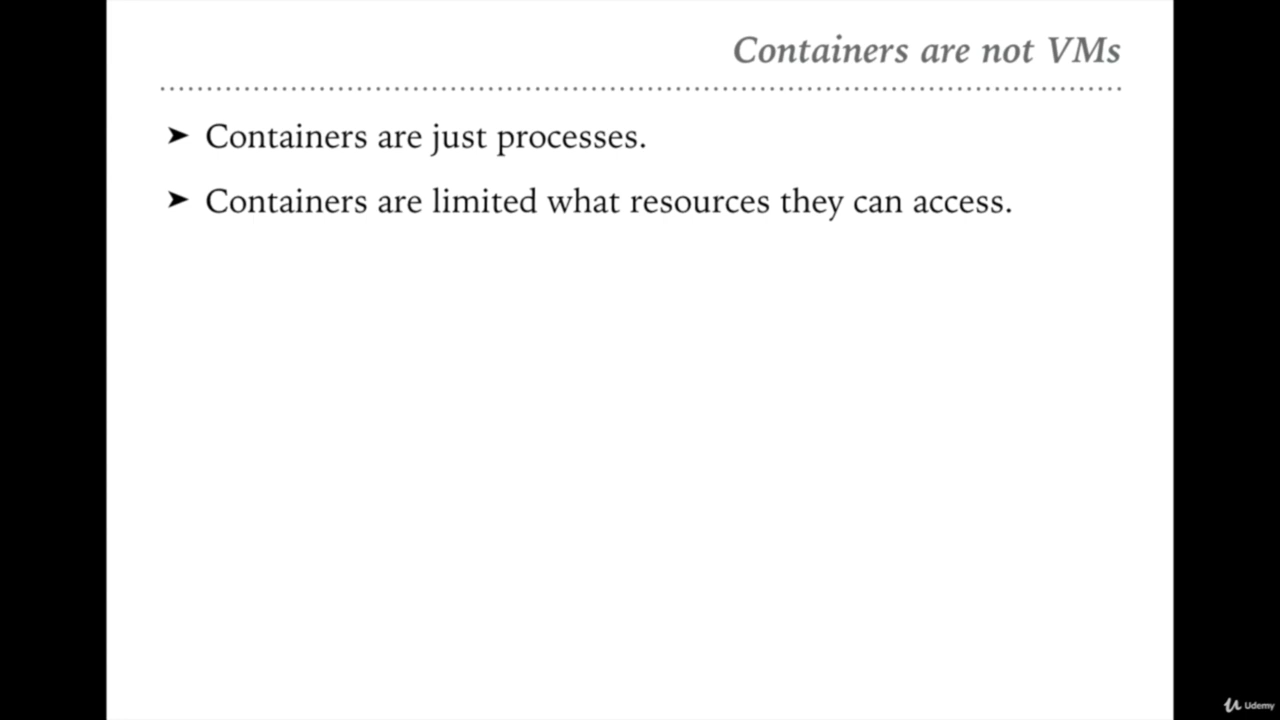 Containers are not VMs
➤ Containers are just processes.
➤ Containers are limited what resources they can access.
Udemy